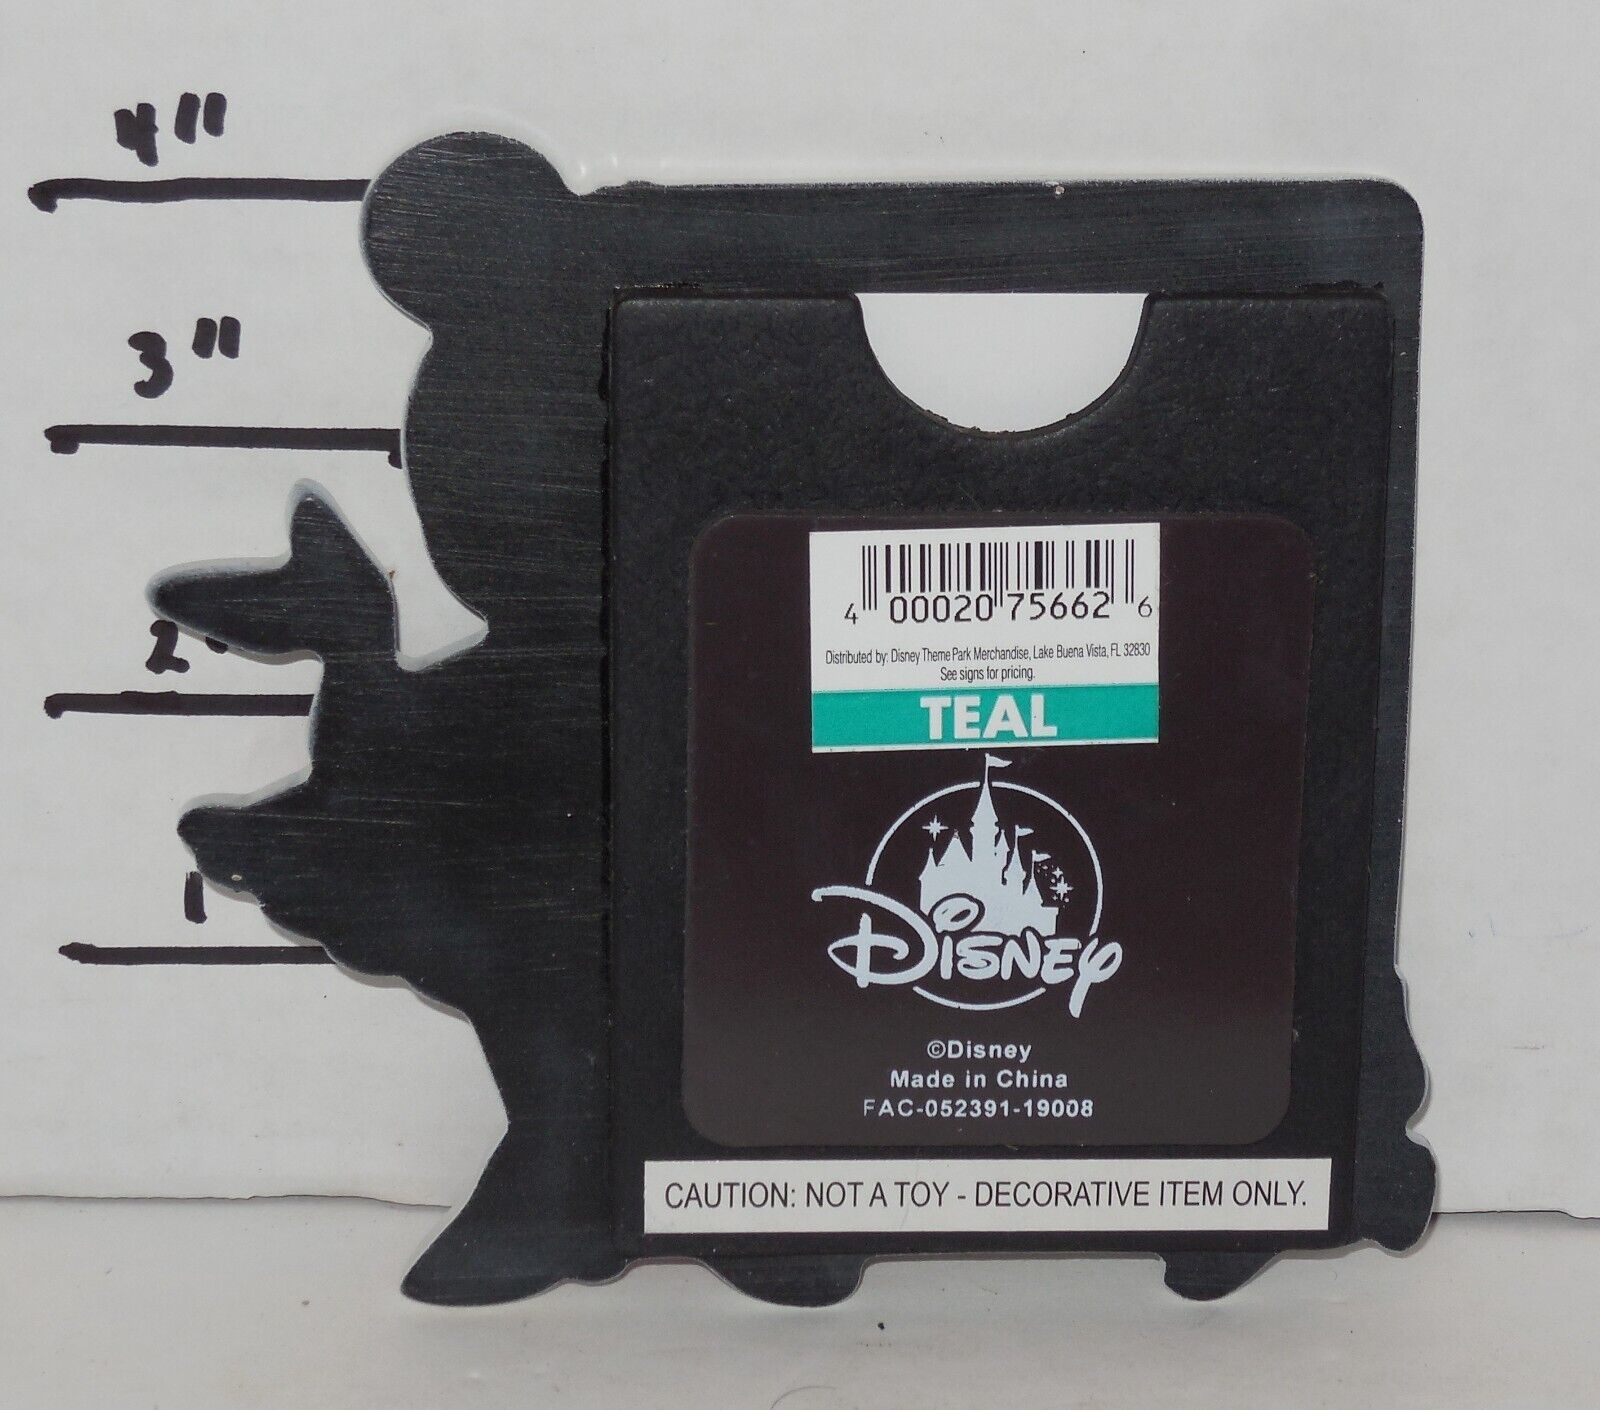 4"
3"
2"
1
4 00020 75662 6
Distributed by: Disney Theme Park Merchandise, Lake Buena Vista, FL 32830
See signs for pricing.
TEAL
Disney
©Disney
Made in China
FAC-052391-19008
CAUTION: NOT A TOY - DECORATIVE ITEM ONLY.